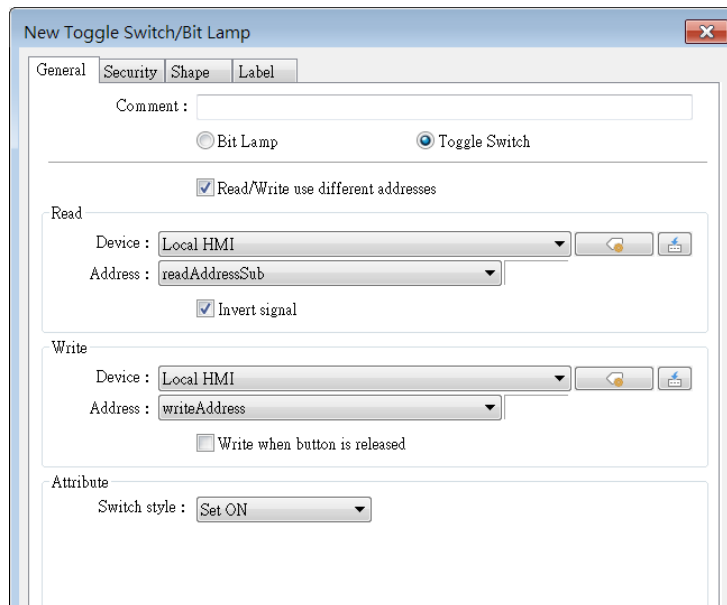 New Toggle Switch/Bit Lamp
General Security Shape Label
Comment :
Bit Lamp Toggle Switch
Read/Write use different addresses
Read
Device : Local HMI
Address : readAddressSub
Invert signal
Write
Device : Local HMI
Address : writeAddress
Write when button is released
Attribute
Switch style : Set ON